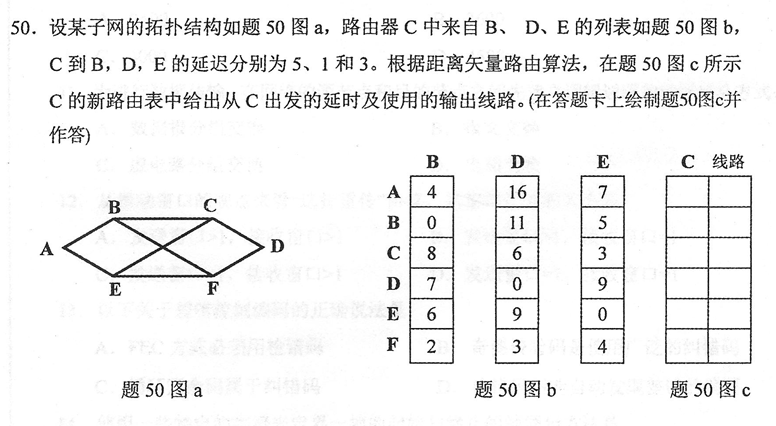 50. 设某子网的拓扑结构如题 50 图 a，路由器 C 中来自 B、 D、E 的列表如题 50 图 b，
C 到 B，D，E 的延迟分别为 5、1 和 3。根据距离矢量路由算法，在题 50 图 c 所示
C 的新路由表中给出从 C 出发的延时及使用的输出线路。(在答题卡上绘制题50图c并
作答)
B D E C 线路
A 4 16 7
B 0 11 5
C 8 6 3
D 7 0 9
E 6 9 0
F 2 3 4
B C
A D
E F
题 50 图 a 题 50 图 b 题 50 图 c